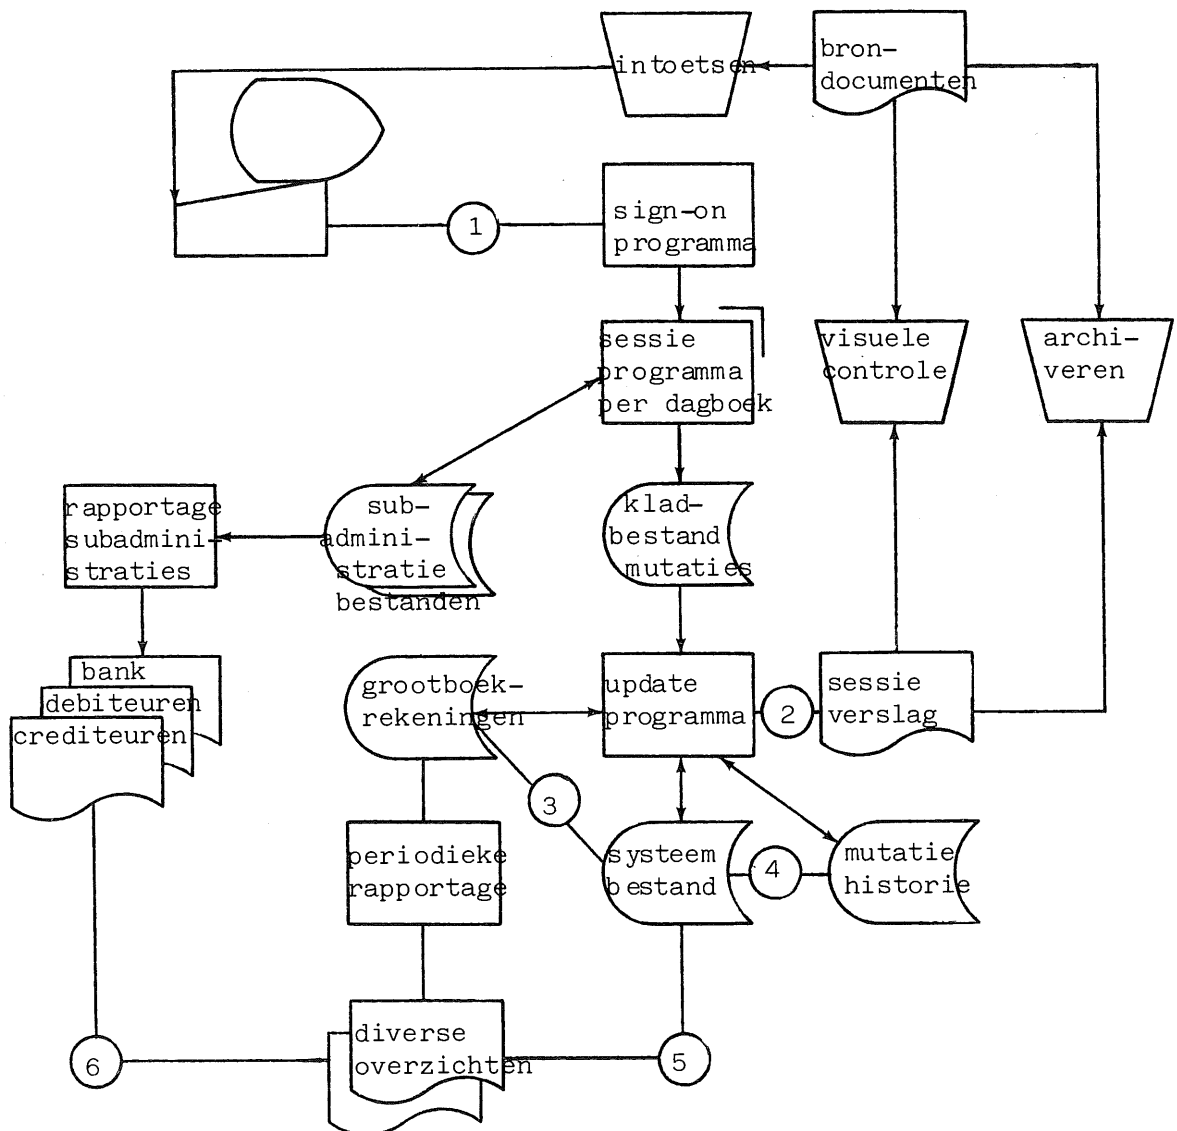 intoetsen
bron-
documenten
1
sign-on
programma
sessie
programma
per dagboek
visuele
controle
archi-
veren
rapportage
subadmini-
straties
sub-
admini-
stratie
bestanden
klad-
bestand
mutaties
bank
debiteuren
crediteuren
grootboek-
rekeningen
update
programma
2
sessie
verslag
3
periodieke
rapportage
systeem
bestand
4
mutatie
historie
diverse
overzichten
5
6